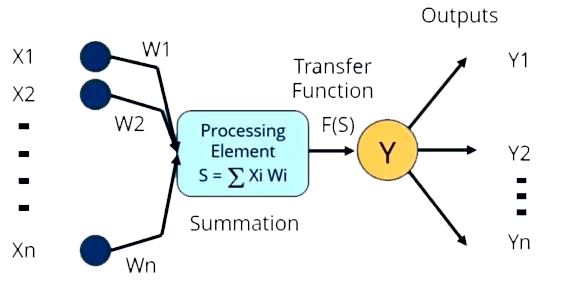 Outputs
X1
W1
Y1
Transfer
Function
X2
W2
F(S)
Processing
Element
S = ∑ Xi Wi
Y
Y2
Summation
Xn
Wn
Yn